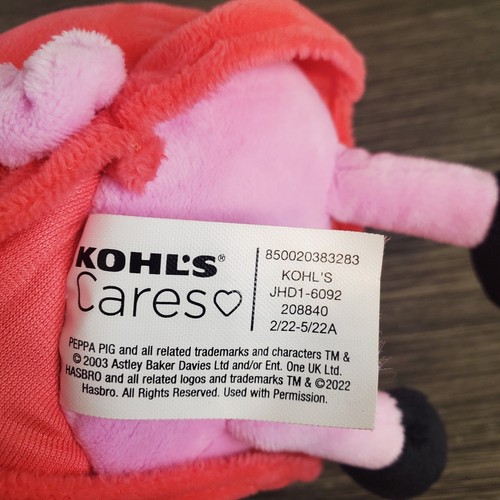 KOHL'S®
Cares♡
850020383283
KOHL'S
JHD1-6092
208840
2/22-5/22A
PEPPA PIG and all related trademarks and characters TM &
© 2003 Astley Baker Davies Ltd and/or Ent. One UK Ltd.
HASBRO and all related logos and trademarks TM & ©2022
Hasbro. All Rights Reserved. Used with Permission.